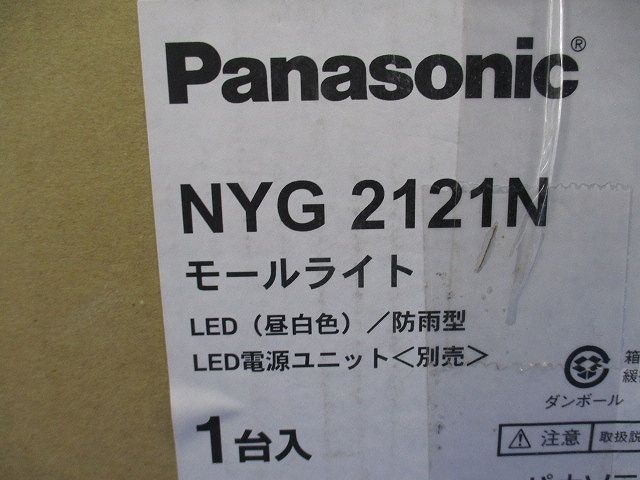 Panasonic®
NYG 2121N
モールライト
LED（昼白色）／防雨型
LED電源ユニット＜別売＞
1台入
ダンボール
注意